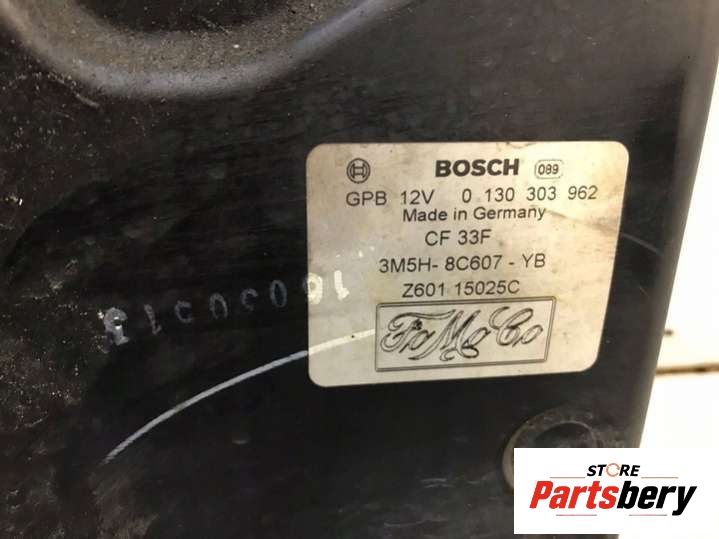 BOSCH 089
GPB 12V 0 130 303 962
Made in Germany
CF 33F
3M5H- 8C607 - YB
Z601 15025C
FoMoCo
STORE
Partsbery